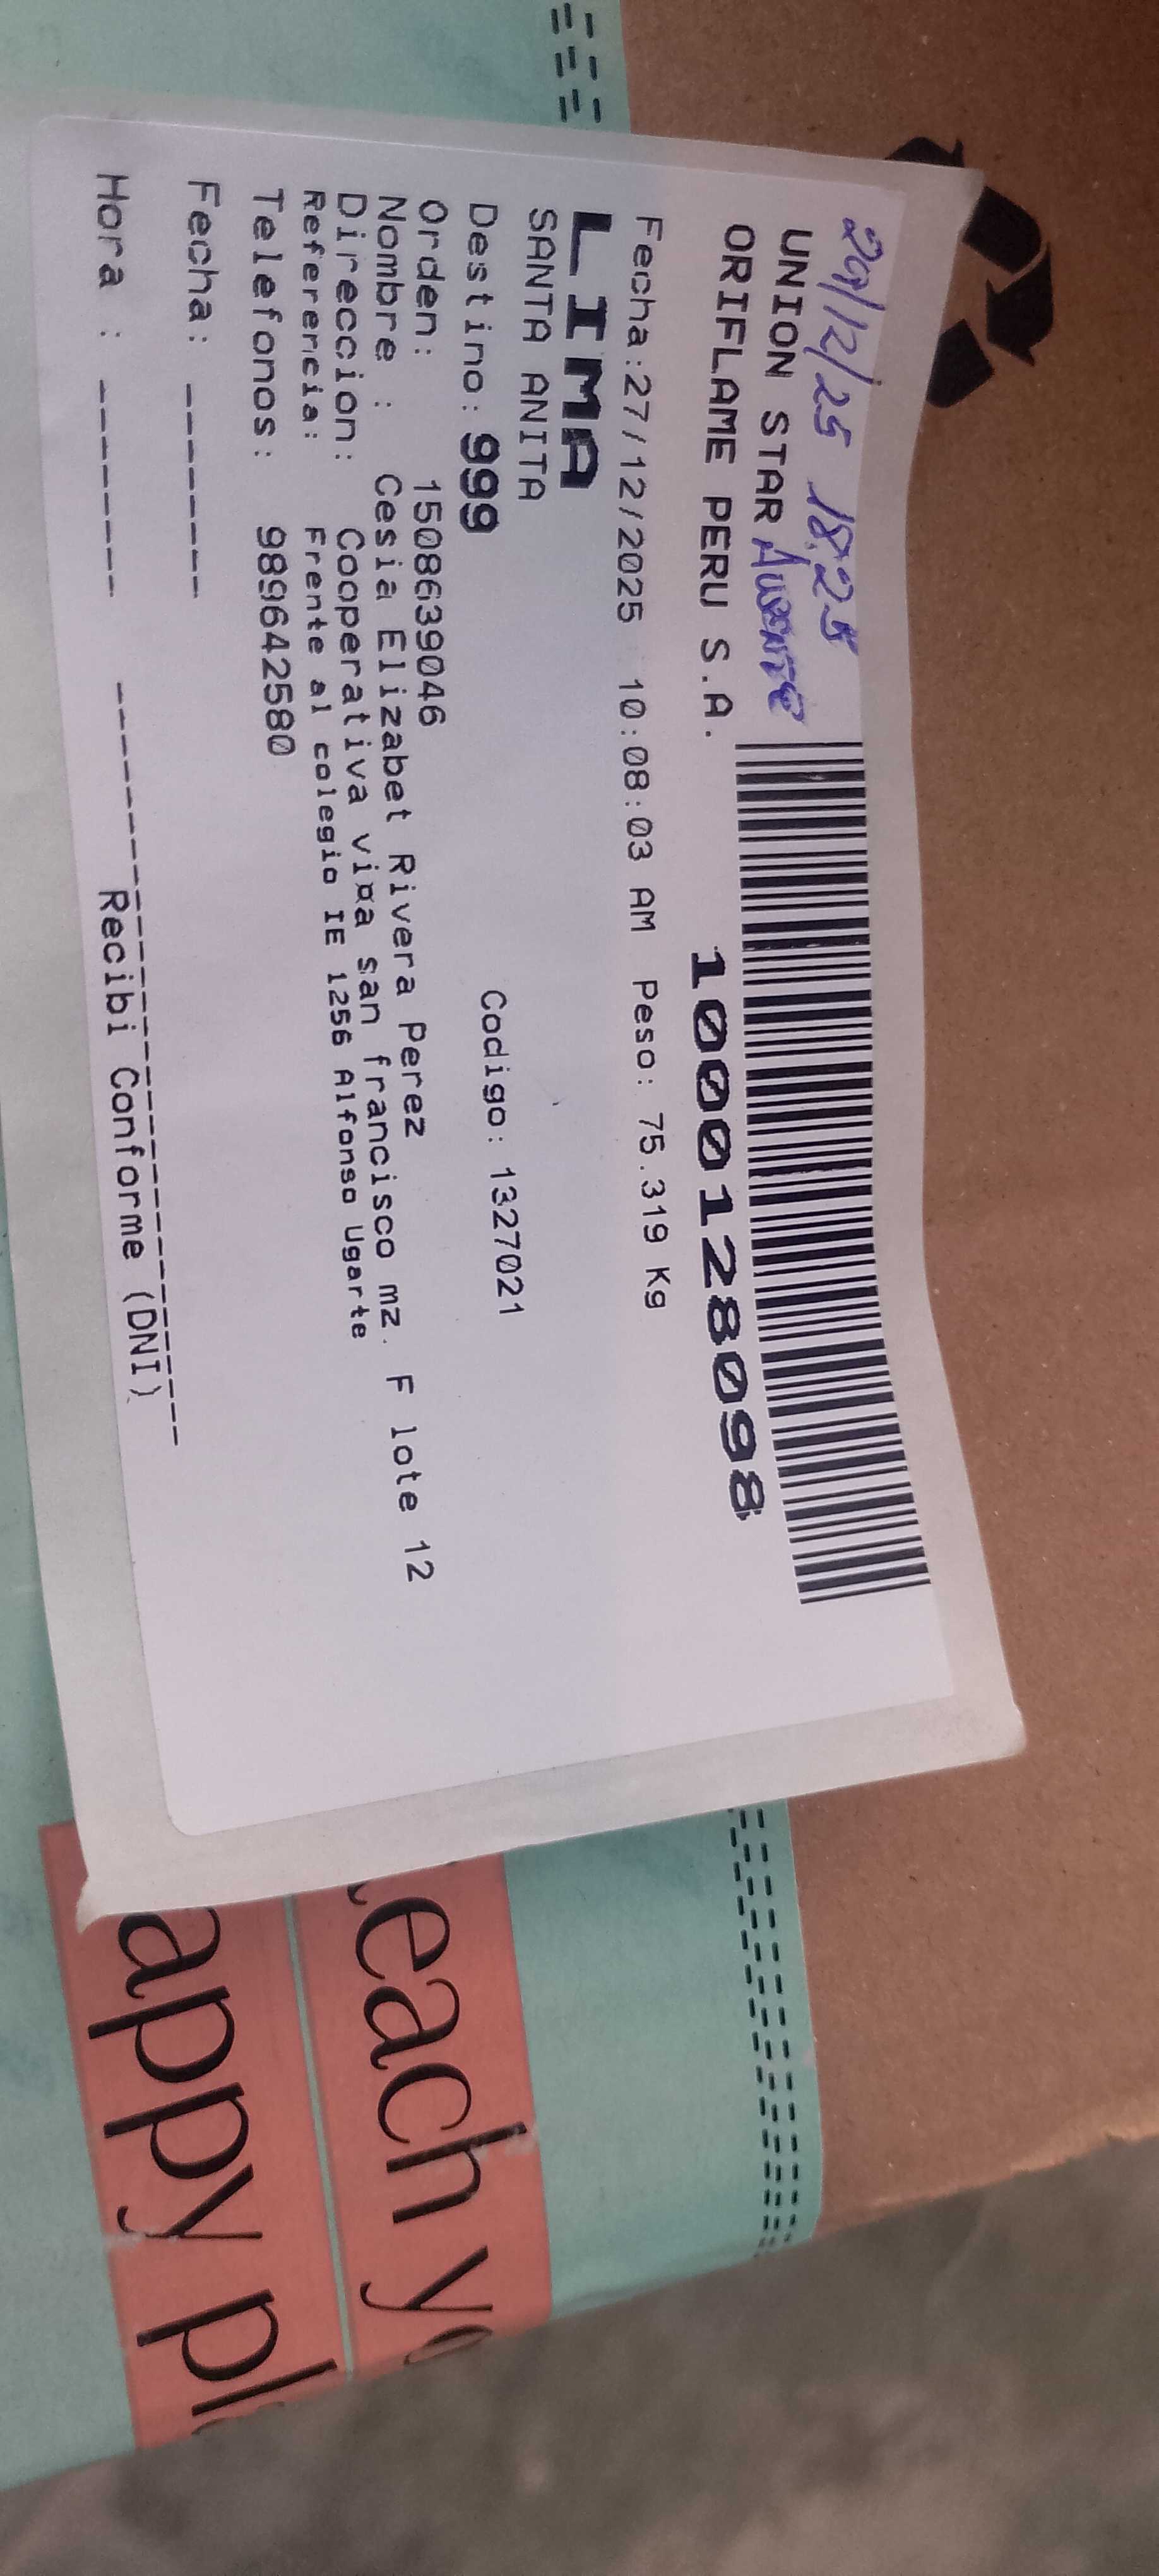 29/12/25 18:25
UNION STAR Ausente
ORIFLAME PERU S.A.
1000128098
Fecha:27/12/2025 10:08:03 AM Peso: 75.319 Kg
LIMA
SANTA ANITA
Destino: 999 Codigo: 1327021
Orden: 1508639046
Nombre : Cesia Elizabet Rivera Perez
Direccion: Cooperativa viña san francisco mz. F lote 12
Referencia: Frente al colegio IE 1256 Alfonso Ugarte
Telefonos: 989642580
Fecha: ------
Hora : ------
Recibi Conforme (DNI)
each yo
appy pl